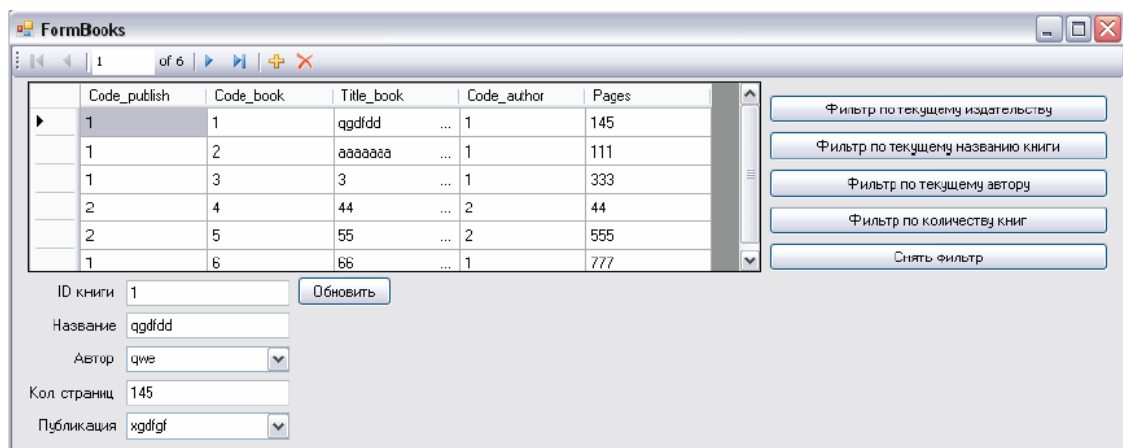 FormBooks
1 of 6
Code_publish Code_book Title_book Code_author Pages
1 1 qgdfdd ... 1 145
1 2 aaaaaaa ... 1 111
1 3 3 ... 1 333
2 4 44 ... 2 44
2 5 55 ... 2 555
1 6 66 ... 1 777
Фильтр по текущему издательству
Фильтр по текущему названию книги
Фильтр по текущему автору
Фильтр по количеству книг
Снять фильтр
ID книги 1 Обновить
Название qgdfdd
Автор qwe
Кол страниц 145
Публикация xgdfgf